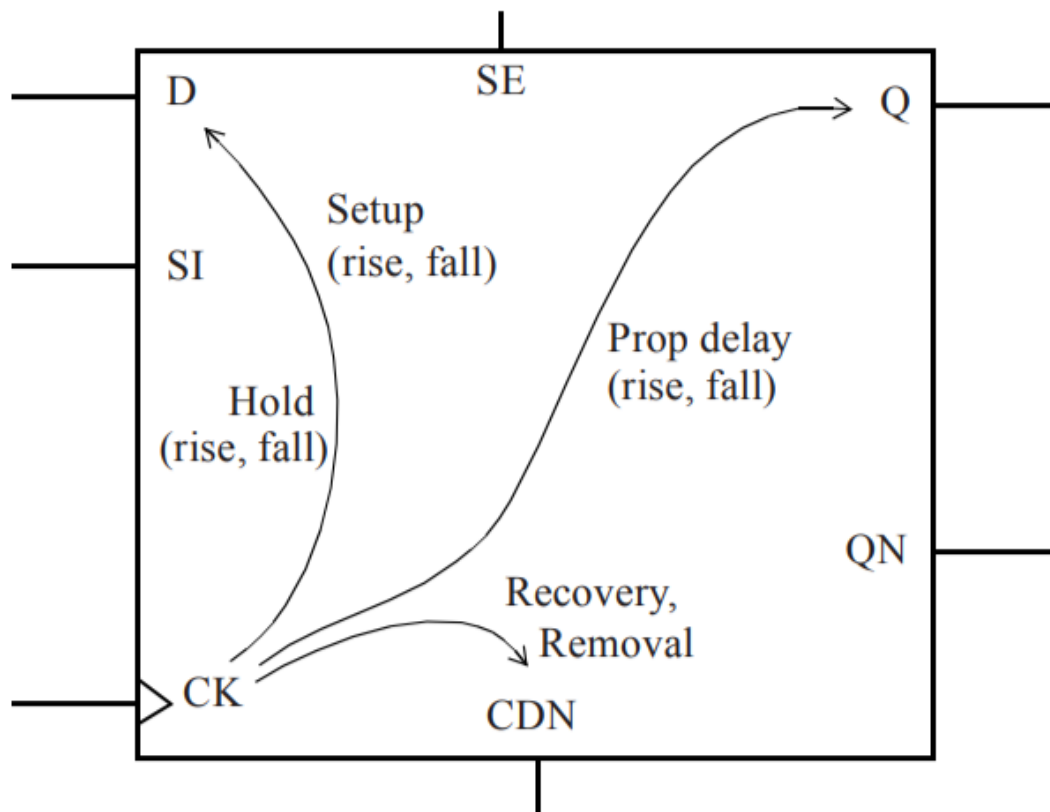 SE
D
Q
Setup
(rise, fall)
SI
Prop delay
(rise, fall)
Hold
(rise, fall)
QN
Recovery,
Removal
CK
CDN